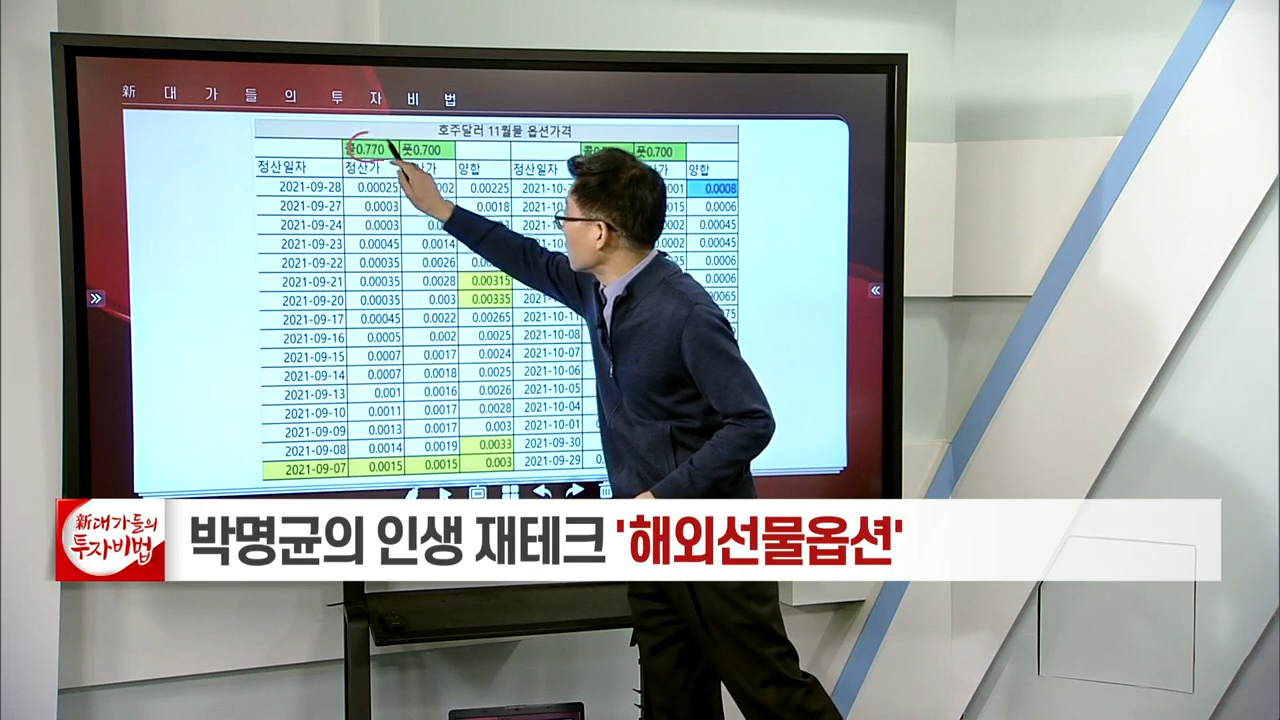 新 대 가 들 의 투 자 비 법
호주달러 11월물 옵션가격
콜0.770 풋0.700 풋0.700
정산일자 정산가 양합 정산일자 양합
2021-09-28 0.00025 0.00225 0.0008
2021-09-27 0.0003 0.0018 0.0006
2021-09-24 0.0003 0.00045
2021-09-23 0.00045 0.0014 0.00045
2021-09-22 0.00035 0.0026 0.0006
2021-09-21 0.00035 0.0028 0.00315 0.0006
2021-09-20 0.00035 0.003 0.00335
2021-09-17 0.00045 0.0022 0.00265 2021-10-11
2021-09-16 0.0005 0.002 0.0025 2021-10-08
2021-09-15 0.0007 0.0017 0.0024 2021-10-07
2021-09-14 0.0007 0.0018 0.0025 2021-10-06
2021-09-13 0.001 0.0016 0.0026 2021-10-05
2021-09-10 0.0011 0.0017 0.0028 2021-10-04
2021-09-09 0.0013 0.0017 0.003 2021-10-01
2021-09-08 0.0014 0.0019 0.0033 2021-09-30
2021-09-07 0.0015 0.0015 0.003 2021-09-29
新대가들의
투자비법
박명균의 인생 재테크 '해외선물옵션'